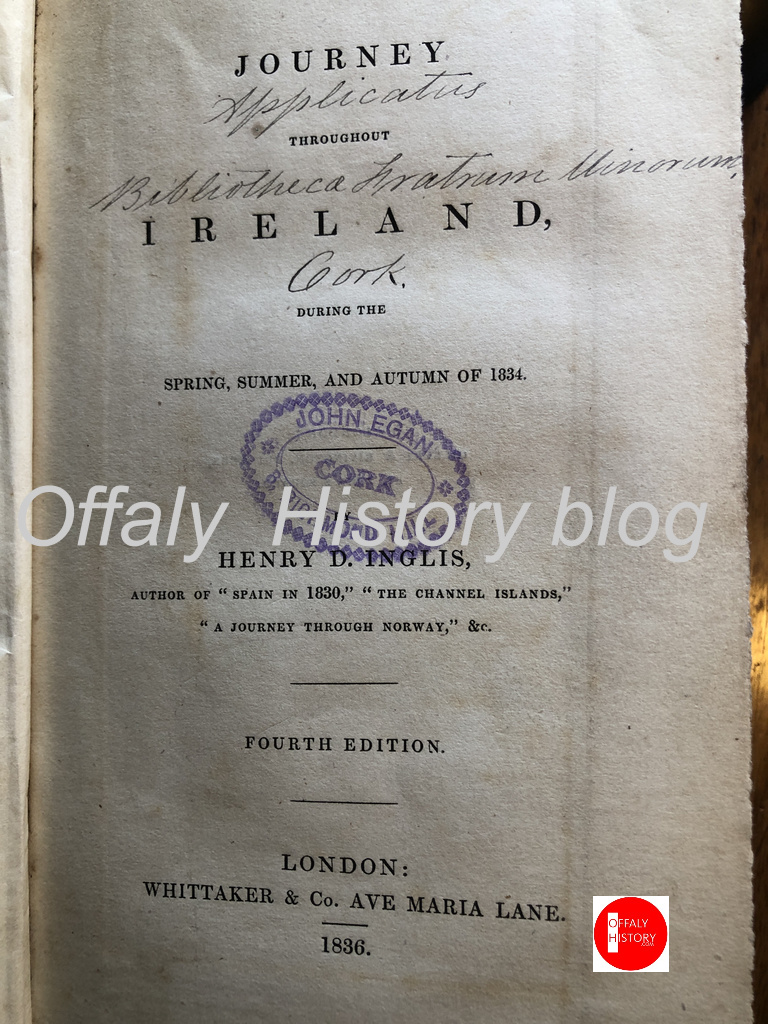 JOURNEY
Applicatus
THROUGHOUT
Bibliotheca Fratrum Minorum,
IRELAND,
Cork.
DURING THE
SPRING, SUMMER, AND AUTUMN OF 1834.
JOHN EGAN.
CORK
Offaly History blog
HENRY D. INGLIS,
AUTHOR OF “ SPAIN IN 1830,” “ THE CHANNEL ISLANDS,”
“ A JOURNEY THROUGH NORWAY,” &c.
FOURTH EDITION.
LONDON:
WHITTAKER & Co. AVE MARIA LANE.
1836.
OFFALY
HISTORY
.COM